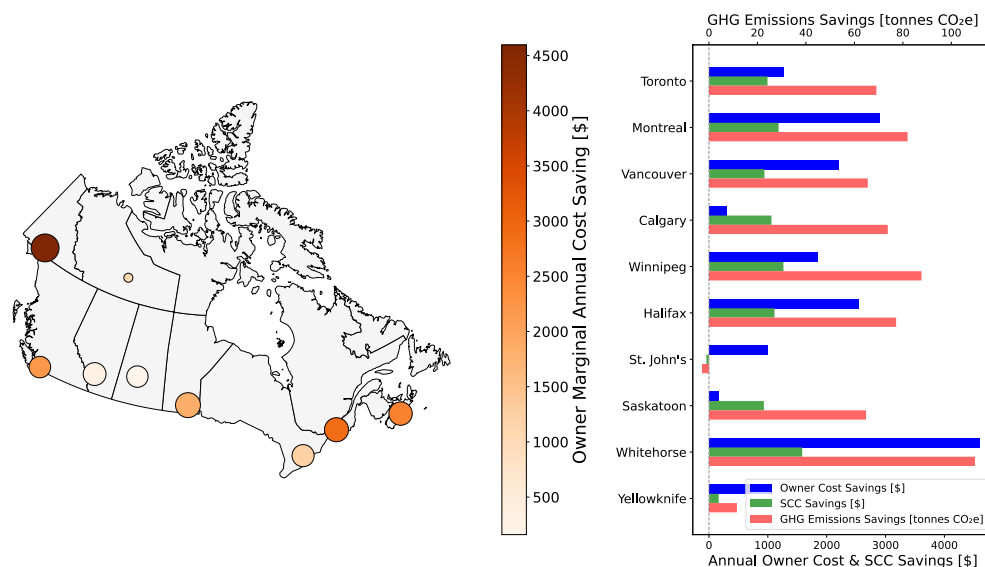 4500
4000
3500
3000
2500
2000
1500
1000
500
Owner Marginal Annual Cost Saving [$]
GHG Emissions Savings [tonnes CO₂e]
0 20 40 60 80 100
Toronto
Montreal
Vancouver
Calgary
Winnipeg
Halifax
St. John's
Saskatoon
Whitehorse
Yellowknife
Owner Cost Savings [$]
SCC Savings [$]
GHG Emissions Savings [tonnes CO₂e]
0 1000 2000 3000 4000
Annual Owner Cost & SCC Savings [$]